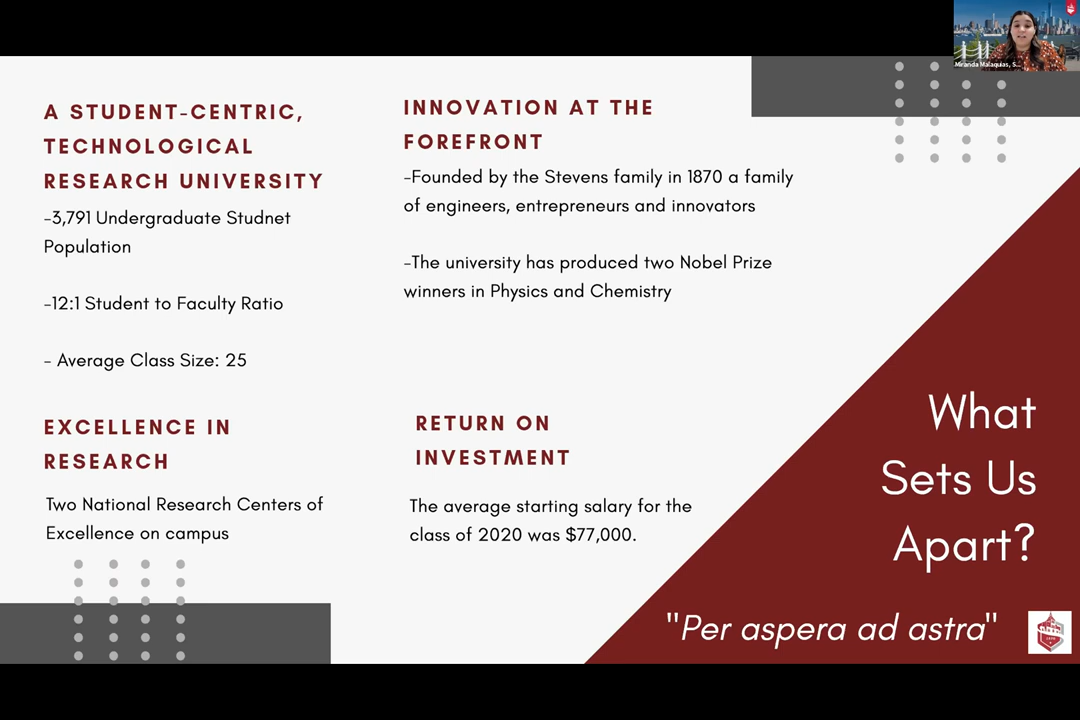 Miranda Malaquias, S...
A STUDENT-CENTRIC,
TECHNOLOGICAL
RESEARCH UNIVERSITY
-3,791 Undergraduate Studnet
Population
-12:1 Student to Faculty Ratio
- Average Class Size: 25
EXCELLENCE IN
RESEARCH
Two National Research Centers of
Excellence on campus
INNOVATION AT THE
FOREFRONT
-Founded by the Stevens family in 1870 a family
of engineers, entrepreneurs and innovators
-The university has produced two Nobel Prize
winners in Physics and Chemistry
RETURN ON
INVESTMENT
The average starting salary for the
class of 2020 was $77,000.
What
Sets Us
Apart?
"Per aspera ad astra"